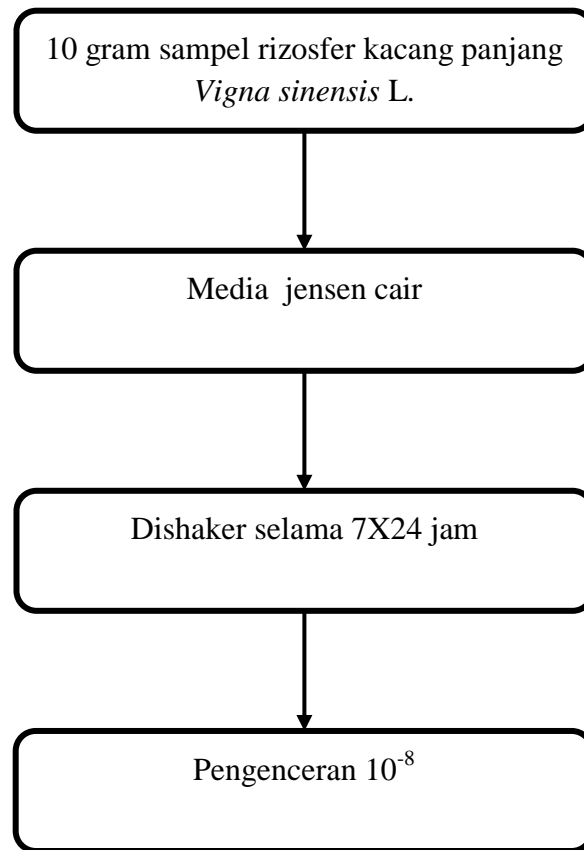 10 gram sampel rizosfer kacang panjang
Vigna sinensis L.
Media jensen cair
Dishaker selama 7X24 jam
Pengenceran 10⁻⁸